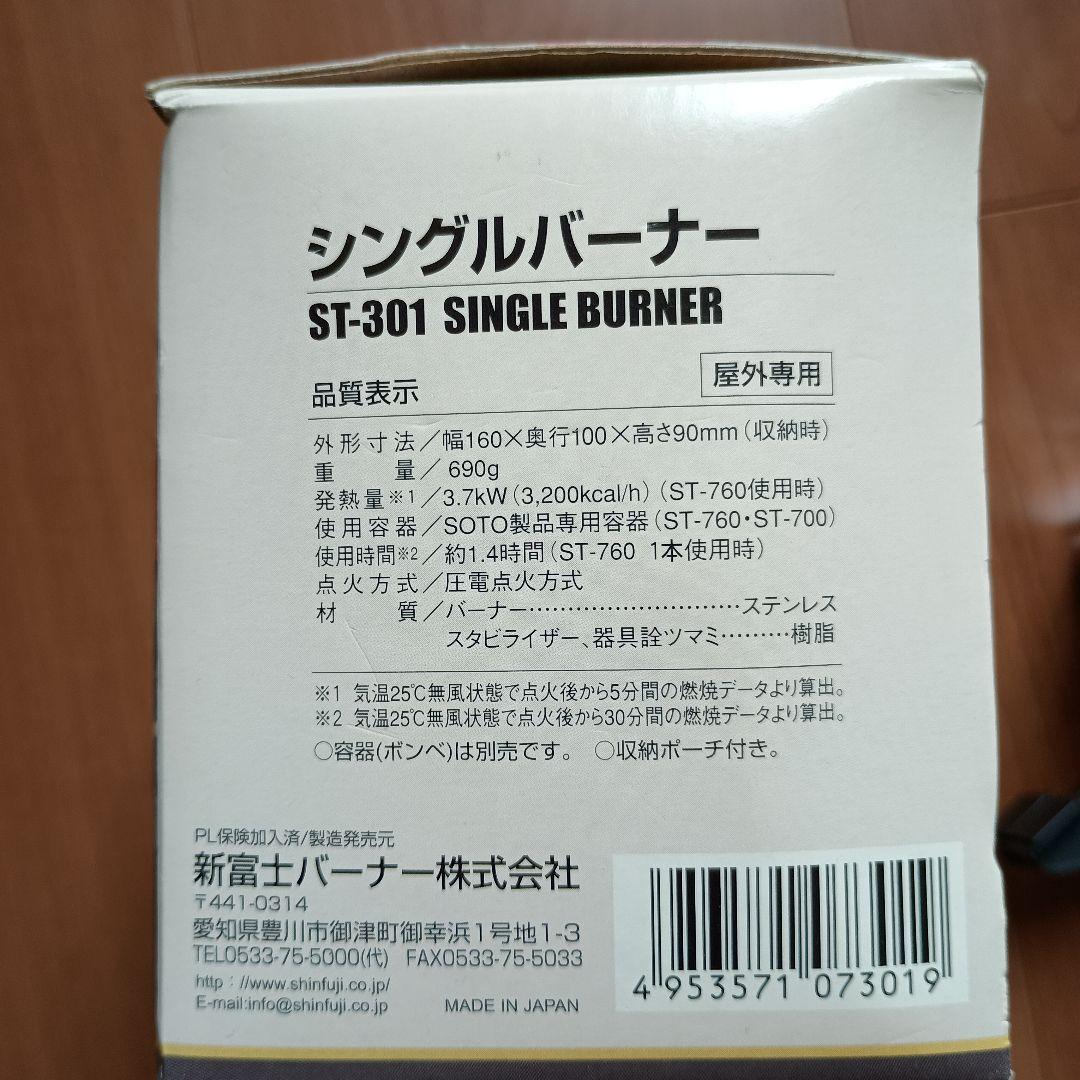 シングルバーナー
ST-301 SINGLE BURNER
品質表示
屋外専用
外形寸法／幅160×奥行100×高さ90mm（収納時）
重量／690g
発熱量※1／3.7kW（3,200kcal/h）（ST-760使用時）
使用容器／SOTO製品専用容器（ST-760・ST-700）
使用時間※2／約1.4時間（ST-760 1本使用時）
点火方式／圧電点火方式
材質／バーナー…………………………ステンレス
スタビライザー、器具詮ツマミ………樹脂
※1 気温25℃無風状態で点火後から5分間の燃焼データより算出。
※2 気温25℃無風状態で点火後から30分間の燃焼データより算出。
○容器(ボンベ)は別売です。 ○収納ポーチ付き。
PL保険加入済/製造発売元
新富士バーナー株式会社
〒441-0314
愛知県豊川市御津町御幸浜1号地1-3
TEL0533-75-5000(代) FAX0533-75-5033
http：//www.shinfuji.co.jp/
E-mail:info@shinfuji.co.jp MADE IN JAPAN
4 953571 073019